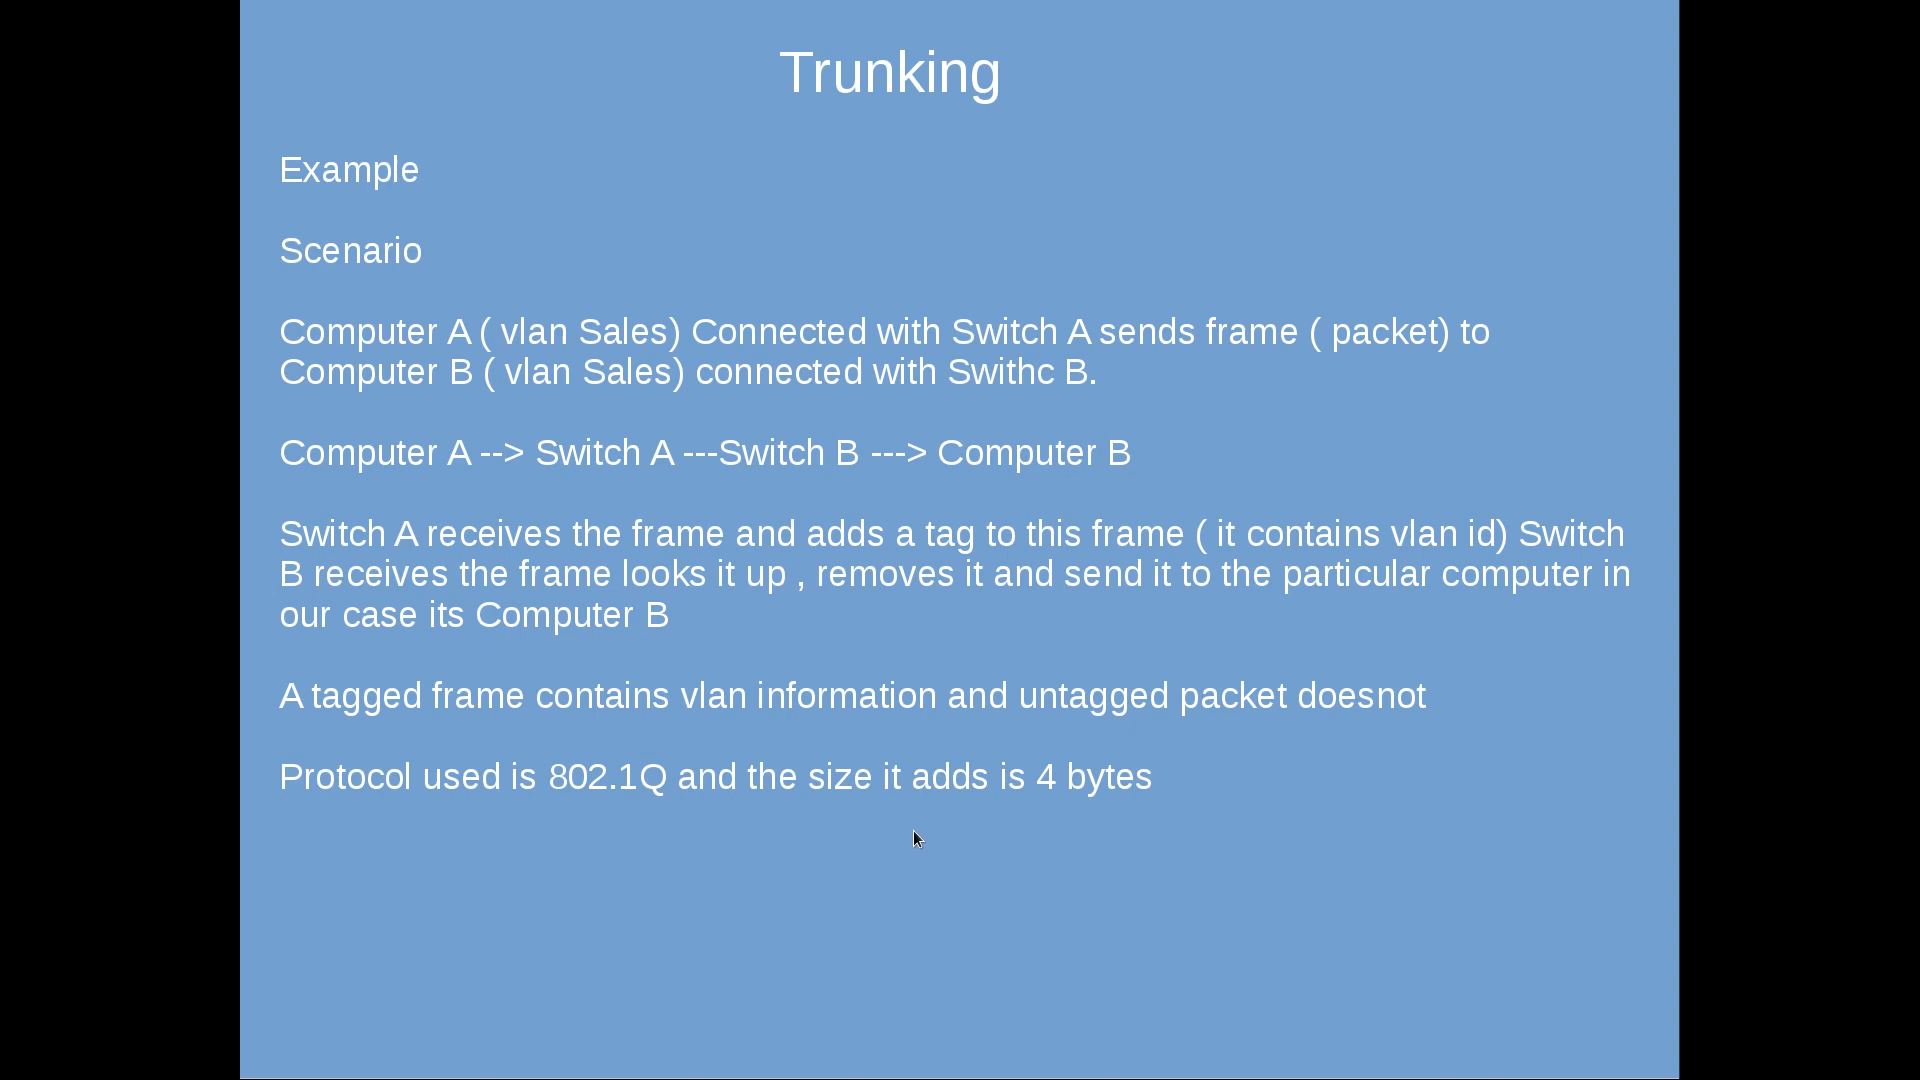 Trunking
Example
Scenario
Computer A ( vlan Sales) Connected with Switch A sends frame ( packet) to
Computer B ( vlan Sales) connected with Swithc B.
Computer A --> Switch A ---Switch B ---> Computer B
Switch A receives the frame and adds a tag to this frame ( it contains vlan id) Switch
B receives the frame looks it up , removes it and send it to the particular computer in
our case its Computer B
A tagged frame contains vlan information and untagged packet doesnot
Protocol used is 802.1Q and the size it adds is 4 bytes